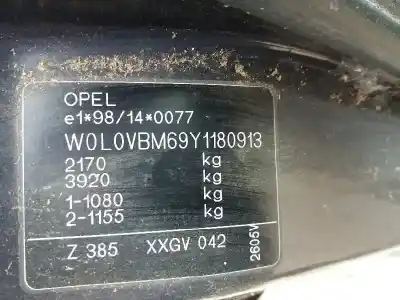 OPEL
e1*98/14*0077
W0L0VBM69Y1180913
2170 kg
3920 kg
1-1080 kg
2-1155 kg
Z 385 XXGV 042
2605V